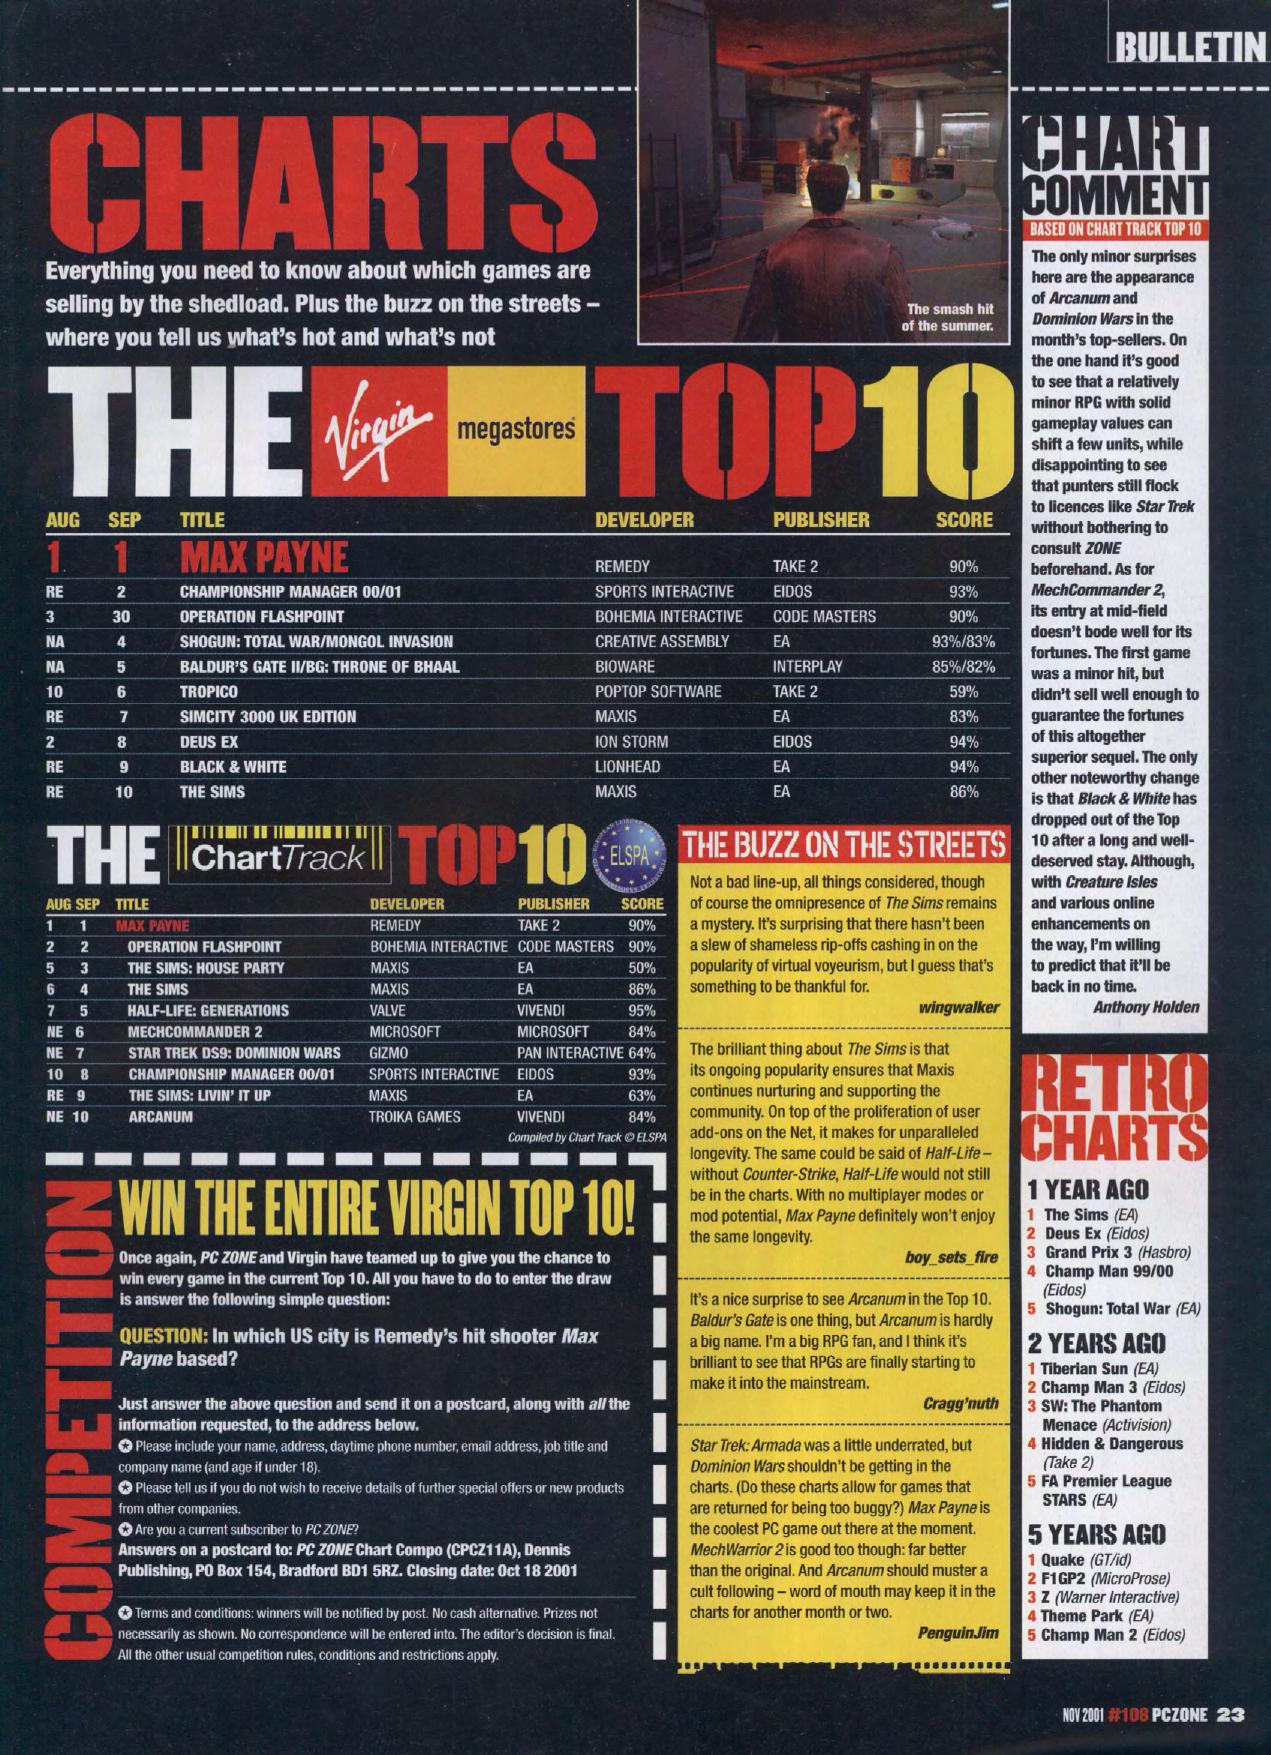 BULLETIN
CHARTS
Everything you need to know about which games are
selling by the shedload. Plus the buzz on the streets –
where you tell us what's hot and what's not
The smash hit
of the summer.
THE Virgin megastores TOP10
AUG SEP TITLE DEVELOPER PUBLISHER SCORE
1 1 MAX PAYNE REMEDY TAKE 2 90%
RE 2 CHAMPIONSHIP MANAGER 00/01 SPORTS INTERACTIVE EIDOS 93%
3 30 OPERATION FLASHPOINT BOHEMIA INTERACTIVE CODE MASTERS 90%
NA 4 SHOGUN: TOTAL WAR/MONGOL INVASION CREATIVE ASSEMBLY EA 93%/83%
NA 5 BALDUR'S GATE II/BG: THRONE OF BHAAL BIOWARE INTERPLAY 85%/82%
10 6 TROPICO POPTOP SOFTWARE TAKE 2 59%
RE 7 SIMCITY 3000 UK EDITION MAXIS EA 83%
2 8 DEUS EX ION STORM EIDOS 94%
RE 9 BLACK & WHITE LIONHEAD EA 94%
RE 10 THE SIMS MAXIS EA 86%
THE ChartTrack TOP10 ELSPA
AUG SEP TITLE DEVELOPER PUBLISHER SCORE
1 1 MAX PAYNE REMEDY TAKE 2 90%
2 2 OPERATION FLASHPOINT BOHEMIA INTERACTIVE CODE MASTERS 90%
5 3 THE SIMS: HOUSE PARTY MAXIS EA 50%
6 4 THE SIMS MAXIS EA 86%
7 5 HALF-LIFE: GENERATIONS VALVE VIVENDI 95%
NE 6 MECHCOMMANDER 2 MICROSOFT MICROSOFT 84%
NE 7 STAR TREK DS9: DOMINION WARS GIZMO PAN INTERACTIVE 64%
10 8 CHAMPIONSHIP MANAGER 00/01 SPORTS INTERACTIVE EIDOS 93%
RE 9 THE SIMS: LIVIN' IT UP MAXIS EA 63%
NE 10 ARCANUM TROIKA GAMES VIVENDI 84%
Compiled by Chart Track © ELSPA
COMPETITION
WIN THE ENTIRE VIRGIN TOP 10!
Once again, PC ZONE and Virgin have teamed up to give you the chance to
win every game in the current Top 10. All you have to do to enter the draw
is answer the following simple question:
QUESTION: In which US city is Remedy's hit shooter Max
Payne based?
Just answer the above question and send it on a postcard, along with all the
information requested, to the address below.
✪ Please include your name, address, daytime phone number, email address, job title and
company name (and age if under 18).
✪ Please tell us if you do not wish to receive details of further special offers or new products
from other companies.
✪ Are you a current subscriber to PC ZONE?
Answers on a postcard to: PC ZONE Chart Compo (CPCZ11A), Dennis
Publishing, PO Box 154, Bradford BD1 5RZ. Closing date: Oct 18 2001
✪ Terms and conditions: winners will be notified by post. No cash alternative. Prizes not
necessarily as shown. No correspondence will be entered into. The editor's decision is final.
All the other usual competition rules, conditions and restrictions apply.
THE BUZZ ON THE STREETS
Not a bad line-up, all things considered, though
of course the omnipresence of The Sims remains
a mystery. It's surprising that there hasn't been
a slew of shameless rip-offs cashing in on the
popularity of virtual voyeurism, but I guess that's
something to be thankful for.
wingwalker
The brilliant thing about The Sims is that
its ongoing popularity ensures that Maxis
continues nurturing and supporting the
community. On top of the proliferation of user
add-ons on the Net, it makes for unparalleled
longevity. The same could be said of Half-Life –
without Counter-Strike, Half-Life would not still
be in the charts. With no multiplayer modes or
mod potential, Max Payne definitely won't enjoy
the same longevity.
boy_sets_fire
It's a nice surprise to see Arcanum in the Top 10.
Baldur's Gate is one thing, but Arcanum is hardly
a big name. I'm a big RPG fan, and I think it's
brilliant to see that RPGs are finally starting to
make it into the mainstream.
Cragg'nuth
Star Trek: Armada was a little underrated, but
Dominion Wars shouldn't be getting in the
charts. (Do these charts allow for games that
are returned for being too buggy?) Max Payne is
the coolest PC game out there at the moment.
MechWarrior 2 is good too though: far better
than the original. And Arcanum should muster a
cult following – word of mouth may keep it in the
charts for another month or two.
PenguinJim
CHART
COMMENT
BASED ON CHART TRACK TOP 10
The only minor surprises
here are the appearance
of Arcanum and
Dominion Wars in the
month's top-sellers. On
the one hand it's good
to see that a relatively
minor RPG with solid
gameplay values can
shift a few units, while
disappointing to see
that punters still flock
to licences like Star Trek
without bothering to
consult ZONE
beforehand. As for
MechCommander 2,
its entry at mid-field
doesn't bode well for its
fortunes. The first game
was a minor hit, but
didn't sell well enough to
guarantee the fortunes
of this altogether
superior sequel. The only
other noteworthy change
is that Black & White has
dropped out of the Top
10 after a long and well-
deserved stay. Although,
with Creature Isles
and various online
enhancements on
the way, I'm willing
to predict that it'll be
back in no time.
Anthony Holden
RETRO
CHARTS
1 YEAR AGO
1 The Sims (EA)
2 Deus Ex (Eidos)
3 Grand Prix 3 (Hasbro)
4 Champ Man 99/00
(Eidos)
5 Shogun: Total War (EA)
2 YEARS AGO
1 Tiberian Sun (EA)
2 Champ Man 3 (Eidos)
3 SW: The Phantom
Menace (Activision)
4 Hidden & Dangerous
(Take 2)
5 FA Premier League
STARS (EA)
5 YEARS AGO
1 Quake (GT/id)
2 F1GP2 (MicroProse)
3 Z (Warner Interactive)
4 Theme Park (EA)
5 Champ Man 2 (Eidos)
NOV 2001 #108 PCZONE 23